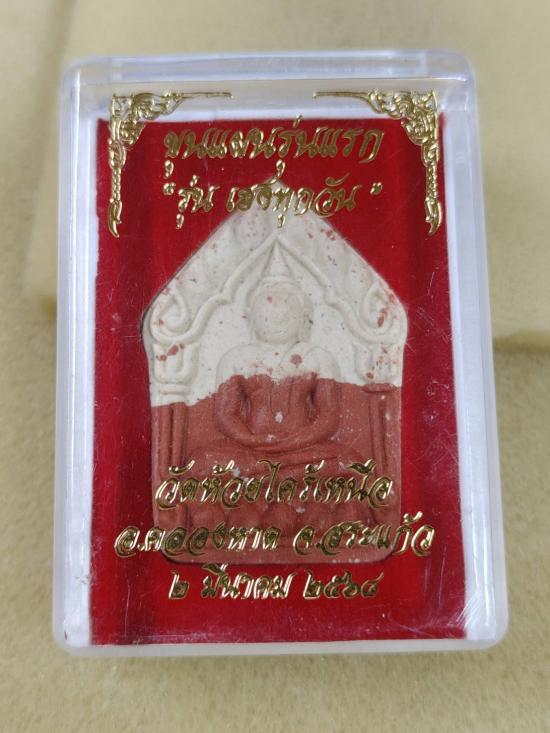 ขุนแผนรุ่นแรก
"รุ่น เฮงทุกวัน"
วัดห้วยไคร้เหนือ
อ.คลองหาด จ.สระแก้ว
๒ มีนาคม ๒๕๖๔